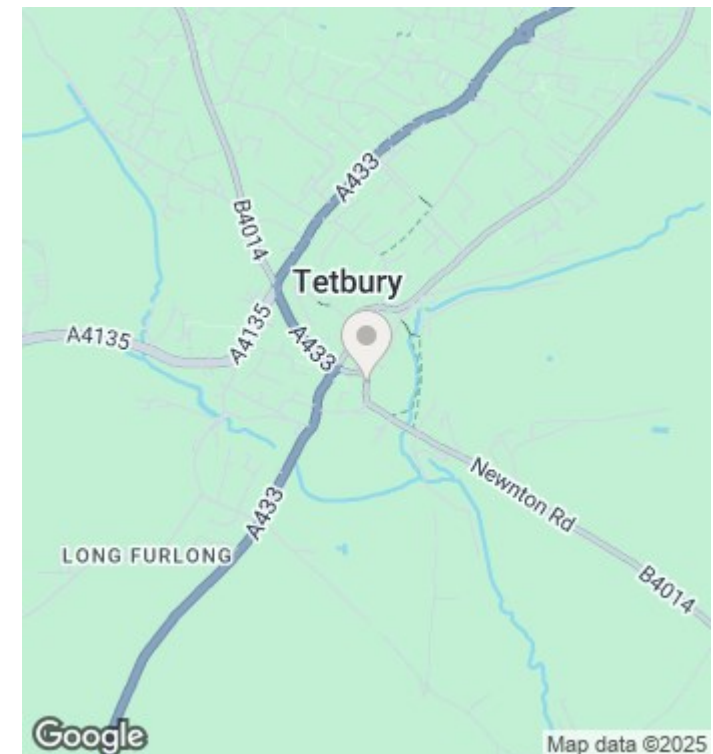 A433
B4014
Tetbury
A4135
A4135
A433
Newnton Rd
A433
LONG FURLONG
B4014
Google
Map data ©2025